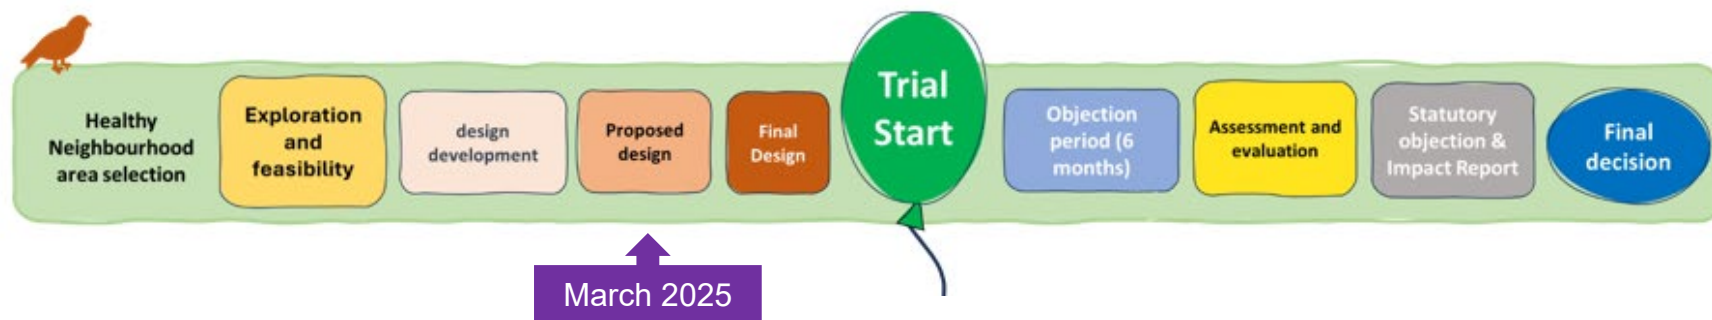 Healthy
Neighbourhood
area selection
Exploration
and
feasibility
design
development
Proposed
design
Final
Design
Trial
Start
Objection
period (6
months)
Assessment and
evaluation
Statutory
objection &
Impact Report
Final
decision
March 2025